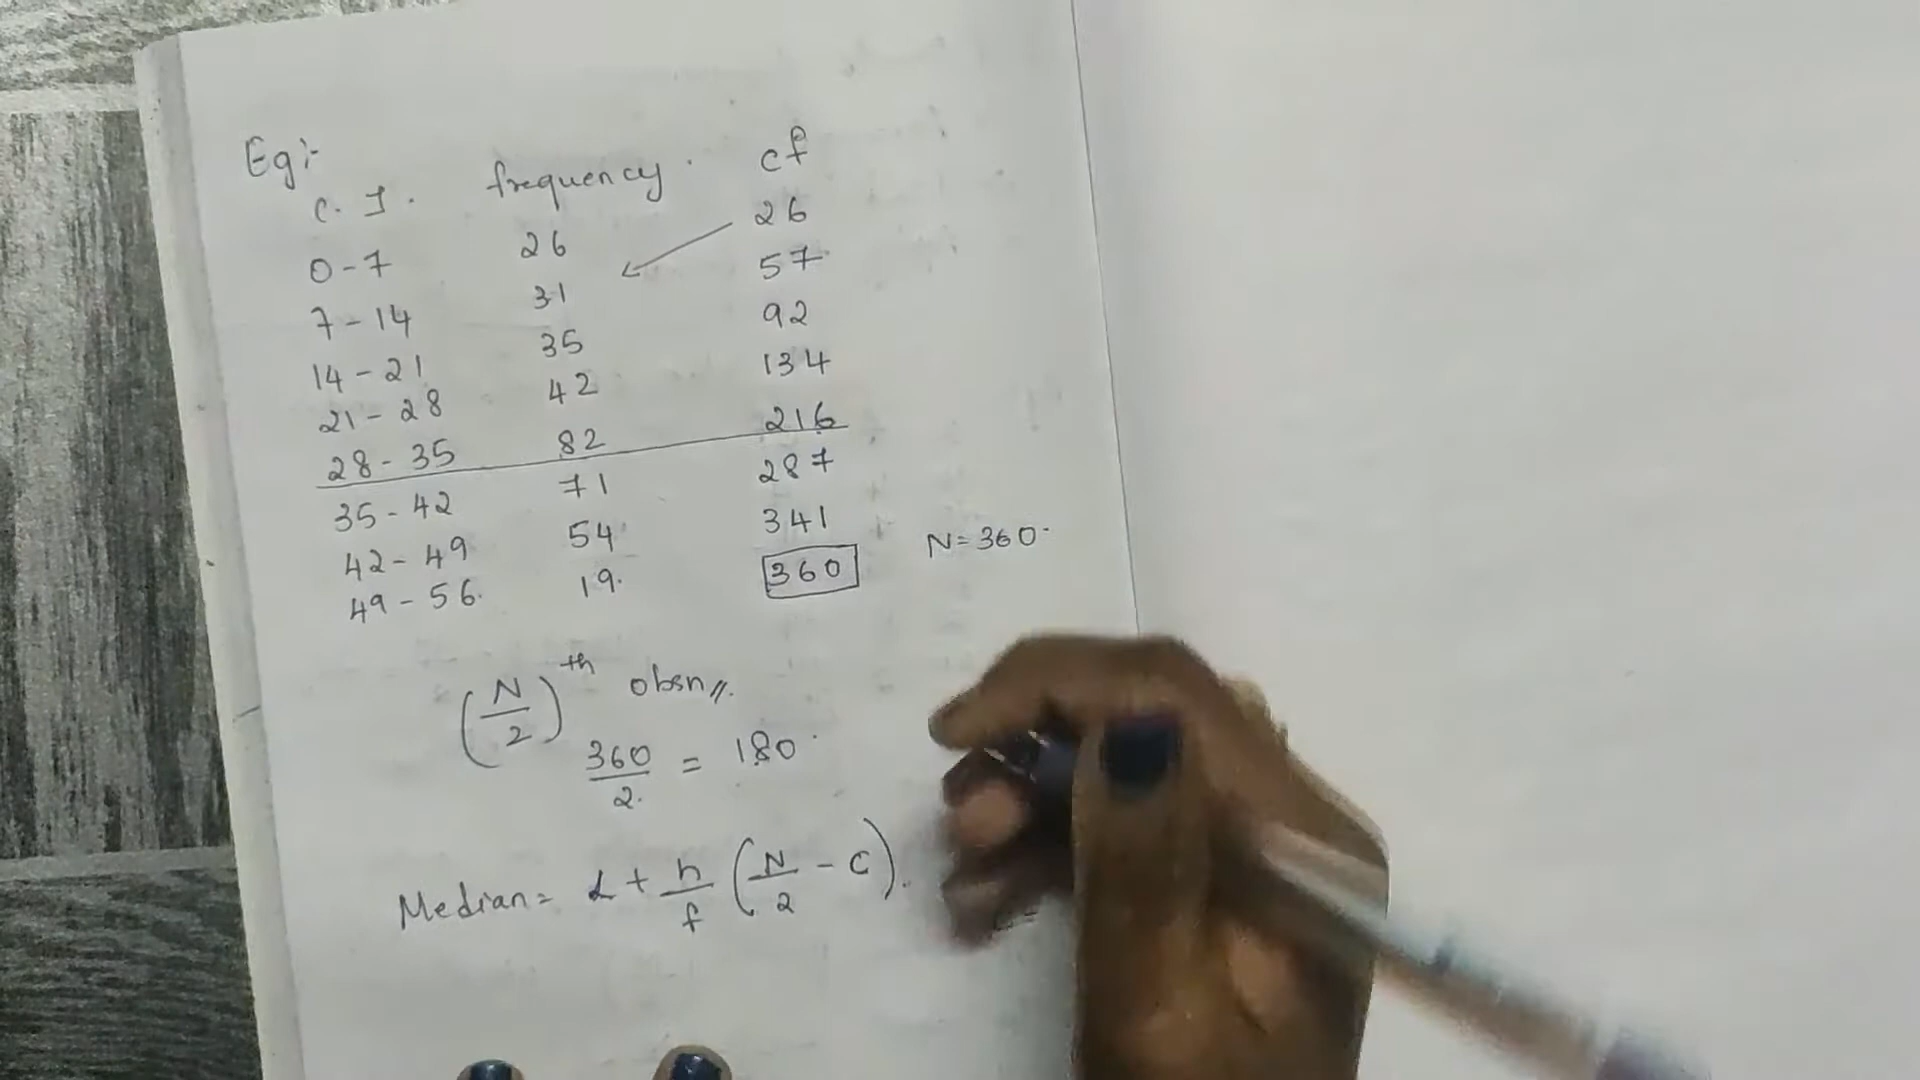 Eg:-
C.I. frequency. cf
0-7 26 26
7-14 31 57
14-21 35 92
21-28 42 134
28-35 82 216
35-42 71 287
42-49 54 341
49-56. 19. 360 N=360.
(N/2)th obsn//.
360/2. = 180.
Median = L + h/f (N/2 - C).